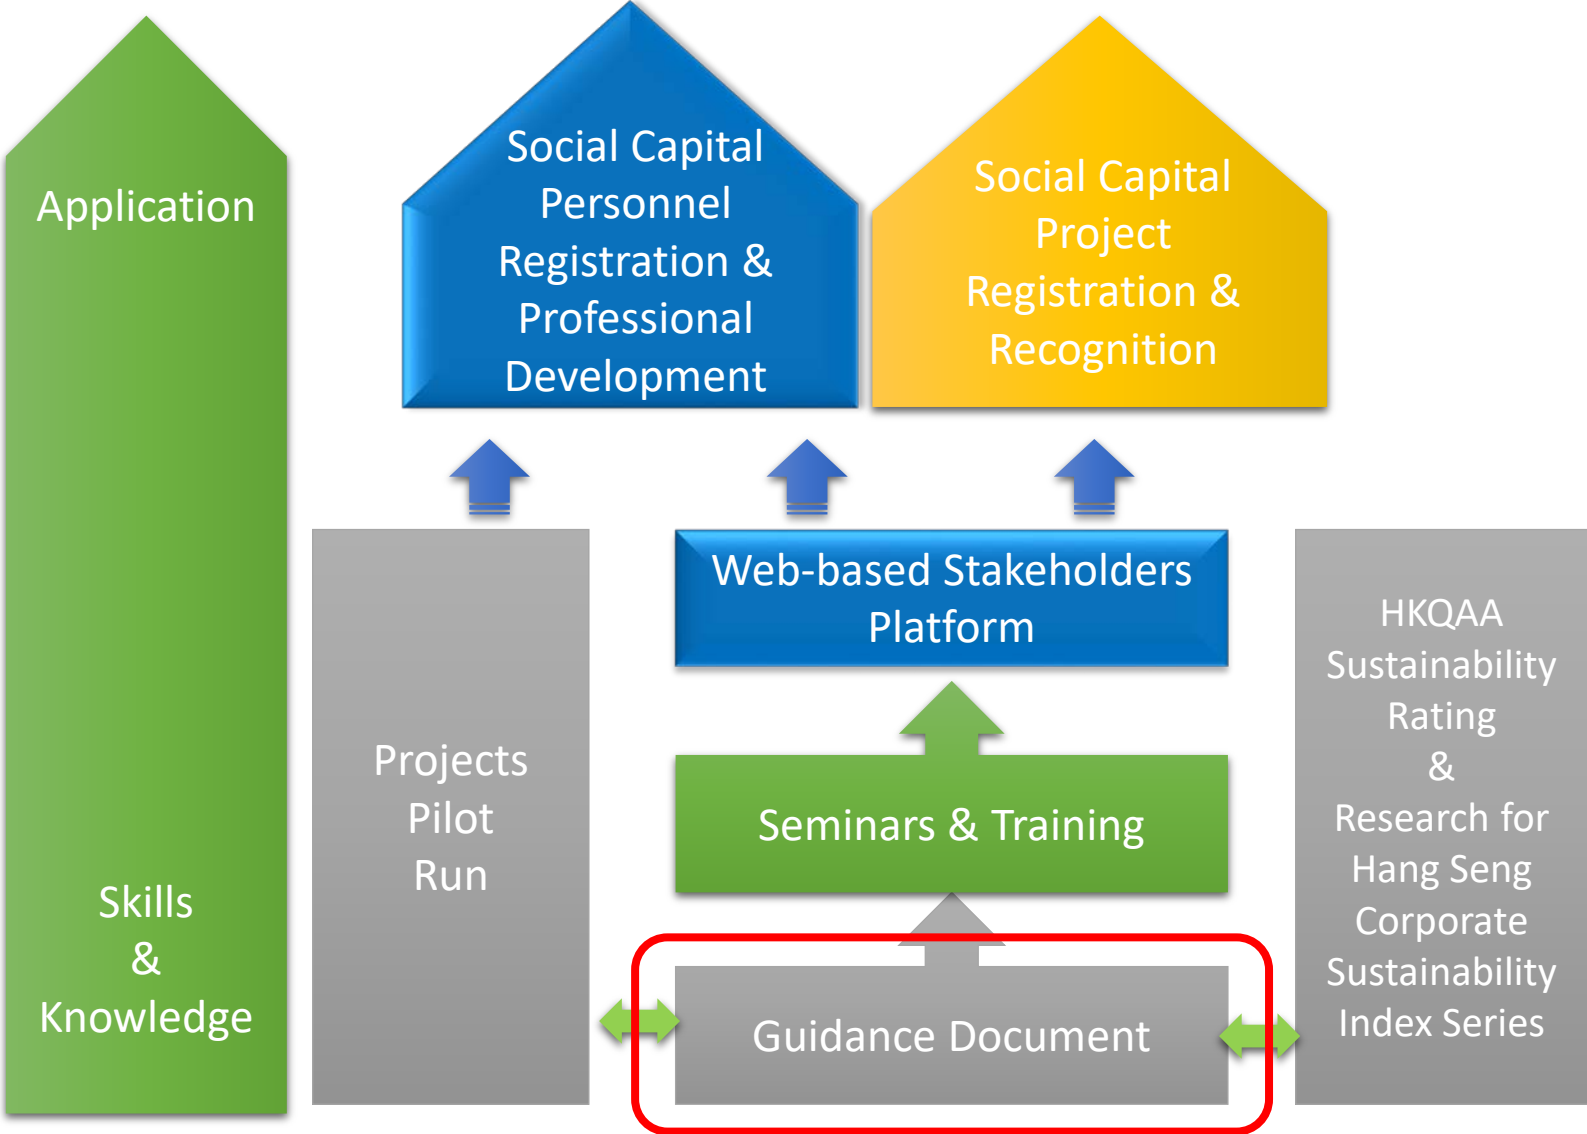 Application
Skills
&
Knowledge
Social Capital
Personnel
Registration &
Professional
Development
Social Capital
Project
Registration &
Recognition
Projects
Pilot
Run
Web-based Stakeholders
Platform
Seminars & Training
Guidance Document
HKQAA
Sustainability
Rating
&
Research for
Hang Seng
Corporate
Sustainability
Index Series